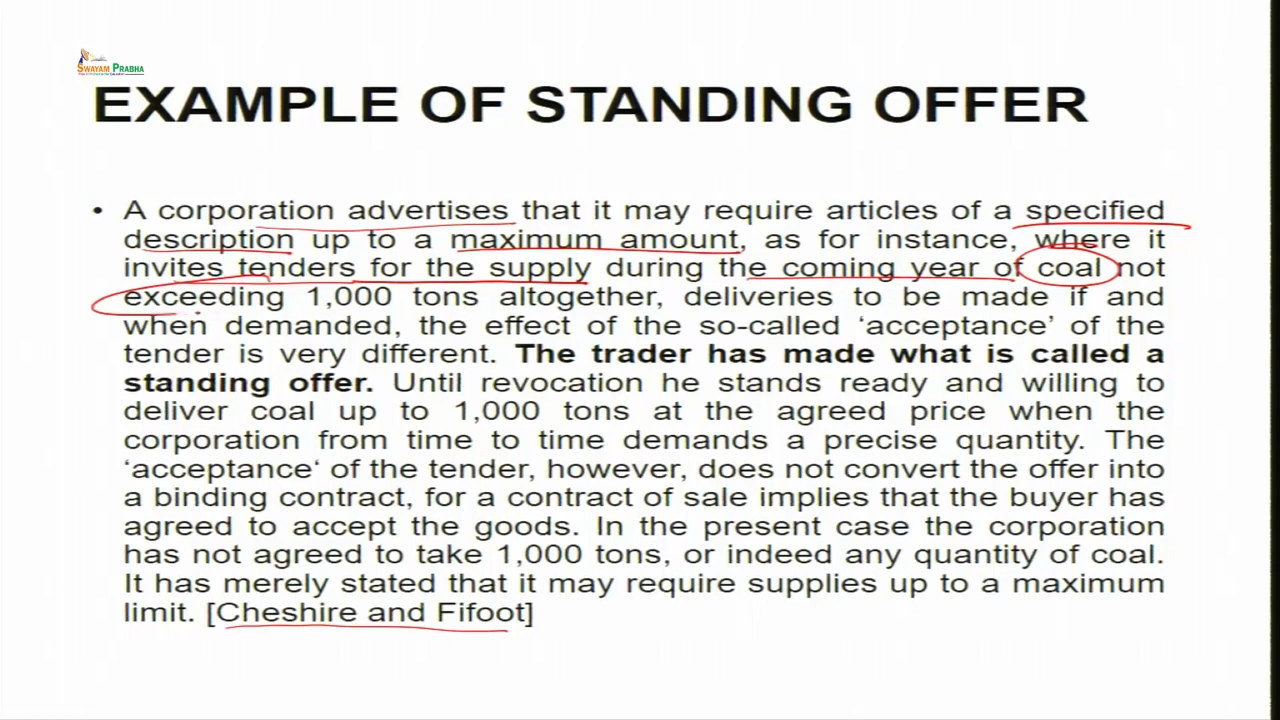 SWAYAM PRABHA
EXAMPLE OF STANDING OFFER
• A corporation advertises that it may require articles of a specified
description up to a maximum amount, as for instance, where it
invites tenders for the supply during the coming year of coal not
exceeding 1,000 tons altogether, deliveries to be made if and
when demanded, the effect of the so-called ‘acceptance’ of the
tender is very different. The trader has made what is called a
standing offer. Until revocation he stands ready and willing to
deliver coal up to 1,000 tons at the agreed price when the
corporation from time to time demands a precise quantity. The
‘acceptance‘ of the tender, however, does not convert the offer into
a binding contract, for a contract of sale implies that the buyer has
agreed to accept the goods. In the present case the corporation
has not agreed to take 1,000 tons, or indeed any quantity of coal.
It has merely stated that it may require supplies up to a maximum
limit. [Cheshire and Fifoot]